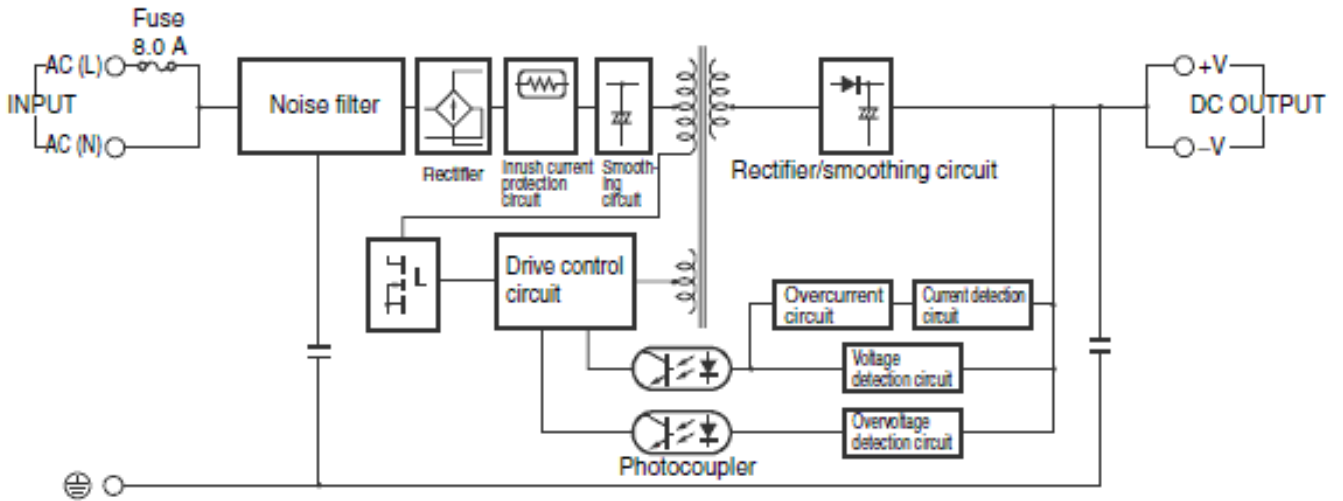 Fuse
8.0 A
AC (L)
INPUT
AC (N)
Noise filter
Rectifier
Inrush current
protection
circuit
Smooth-
ing
circuit
Rectifier/smoothing circuit
+V
DC OUTPUT
–V
Drive control
circuit
L
Overcurrent
circuit
Current detection
circuit
Voltage
detection circuit
Overvoltage
detection circuit
Photocoupler